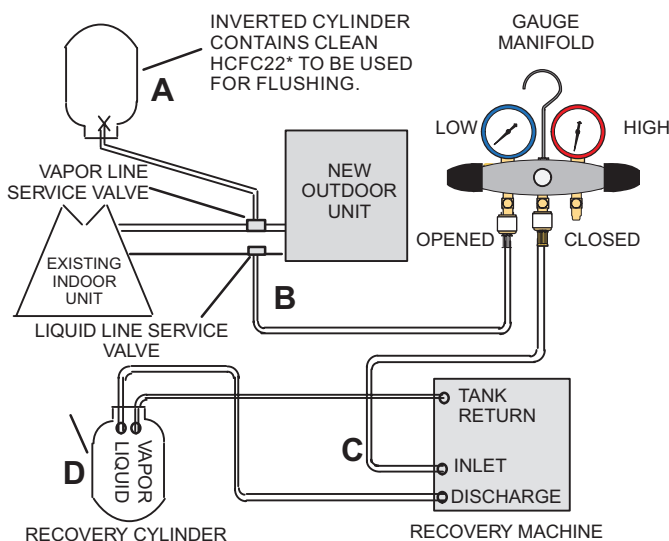 INVERTED CYLINDER
CONTAINS CLEAN
HCFC22* TO BE USED
FOR FLUSHING.
A
GAUGE
MANIFOLD
LOW
HIGH
VAPOR LINE
SERVICE VALVE
NEW
OUTDOOR
UNIT
OPENED
CLOSED
EXISTING
INDOOR
UNIT
B
LIQUID LINE SERVICE
VALVE
TANK
RETURN
C
INLET
DISCHARGE
D
LIQUID
VAPOR
RECOVERY CYLINDER
RECOVERY MACHINE